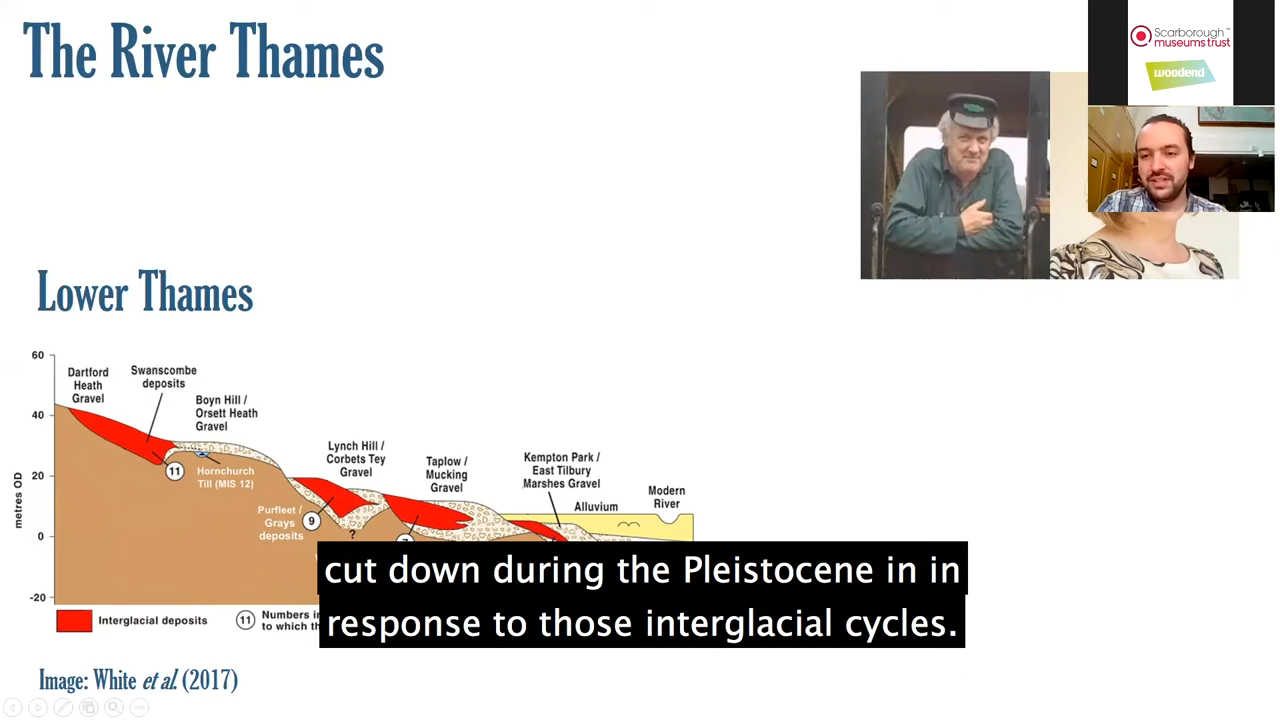 The River Thames
Scarborough™
museums trust
woodend
Lower Thames
60
40
20
0
-20
metres OD
Dartford
Heath
Gravel
Swanscombe
deposits
Boyn Hill /
Orsett Heath
Gravel
11
Hornchurch
Till (MIS 12)
Lynch Hill /
Corbets Tey
Gravel
Purfleet /
Grays
deposits
9
?
Taplow /
Mucking
Gravel
Kempton Park /
East Tilbury
Marshes Gravel
Alluvium
Modern
River
cut down during the Pleistocene in in
response to those interglacial cycles.
Interglacial deposits
11
Numbers in
to which th
Image: White et al. (2017)